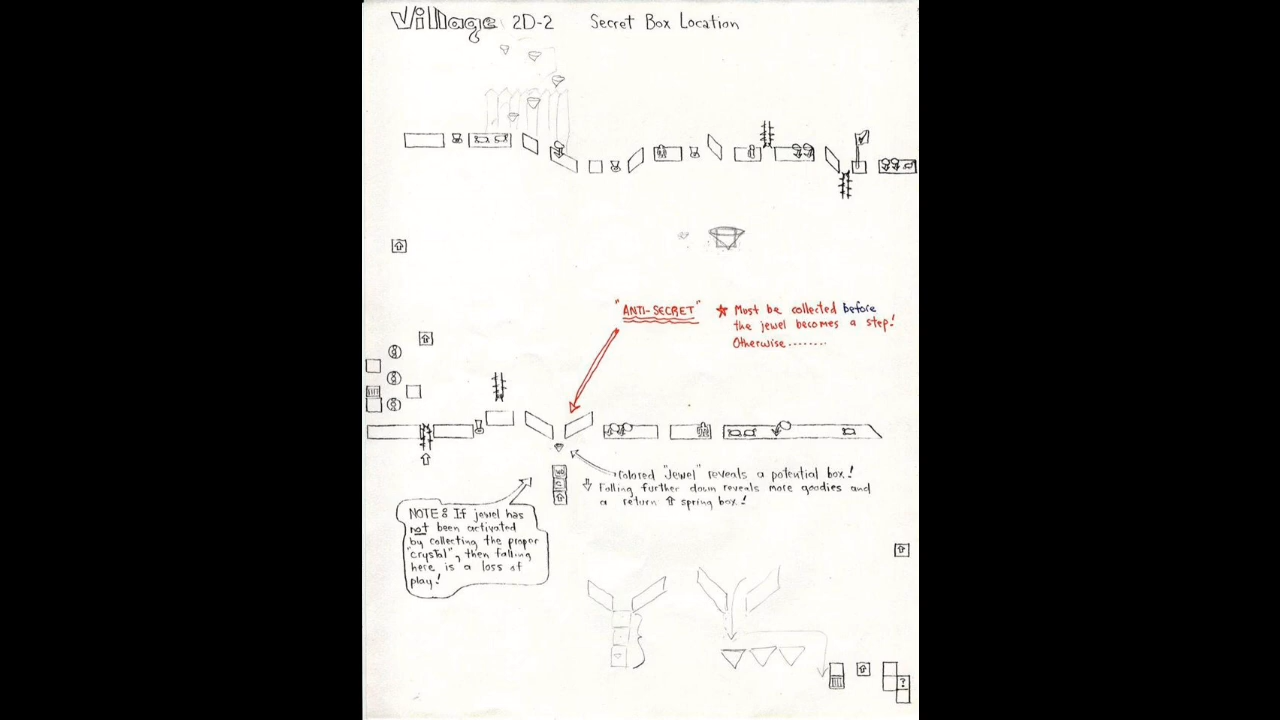 Village 2D-2 Secret Box Location
"ANTI-SECRET"
★ Must be collected before
the jewel becomes a step!
Otherwise........
Colored "Jewel" reveals a potential box!
⇩ Falling further down reveals more goodies and
a return ⇧ spring box!
NOTE: If jewel has
not been activated
by collecting the proper
"crystal", then falling
here is a loss of
play!
?